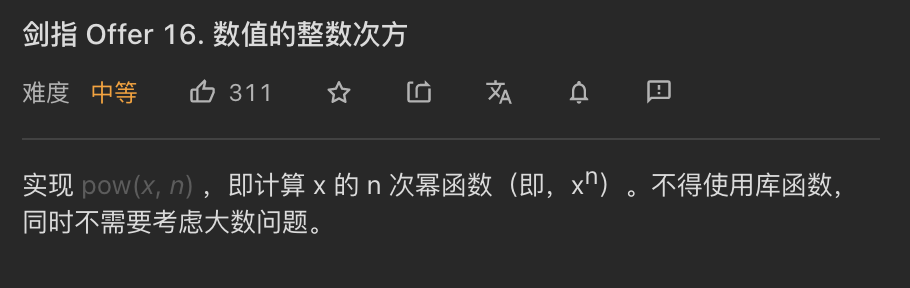 剑指 Offer 16. 数值的整数次方
难度 中等 311
实现 pow(x, n) ，即计算 x 的 n 次幂函数（即，xⁿ）。不得使用库函数，
同时不需要考虑大数问题。